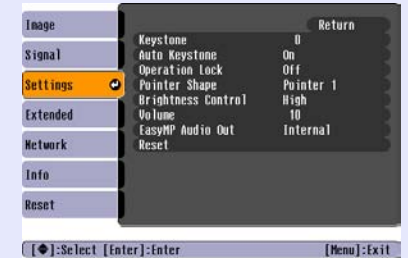 Image
Signal
Settings
Extended
Network
Info
Reset
Return
Keystone 0
Auto Keystone On
Operation Lock Off
Pointer Shape Pointer 1
Brightness Control High
Volume 10
EasyMP Audio Out Internal
Reset
[◆]:Select [Enter]:Enter [Menu]:Exit